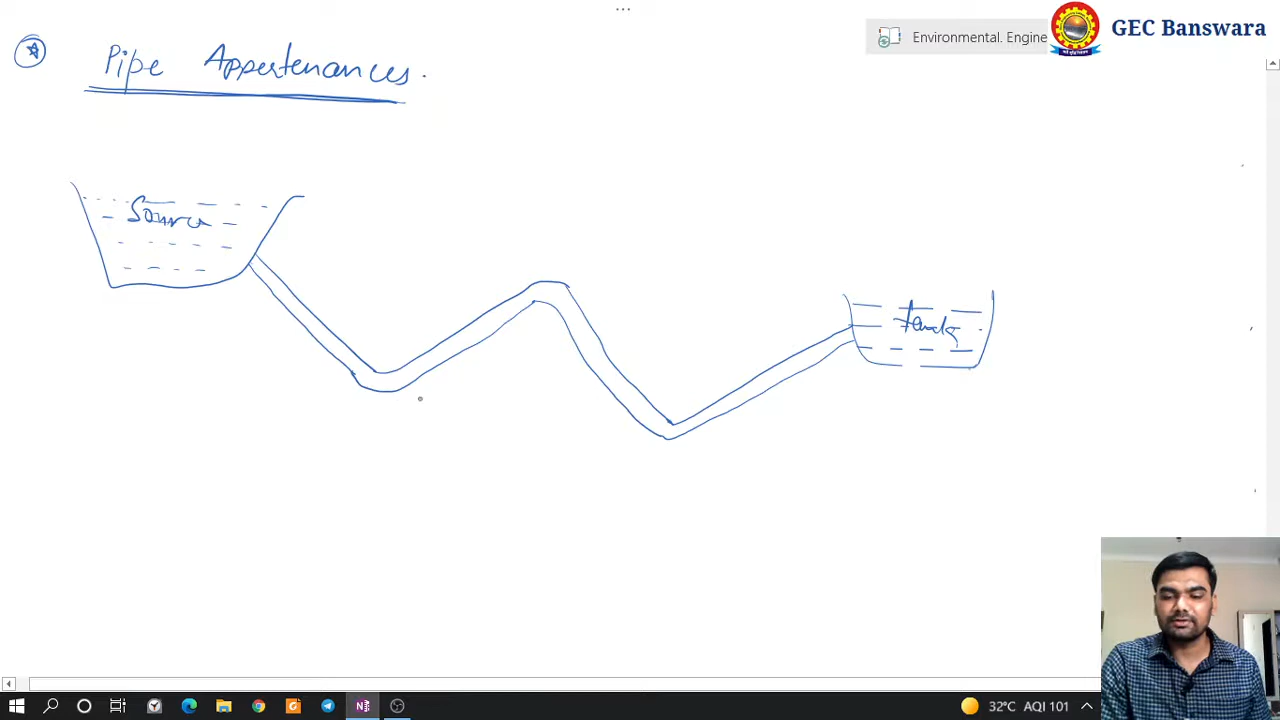 ...
Environmental. Engine
GEC Banswara
Pipe Appertenances.
Source
Tank
32°C AQI 101